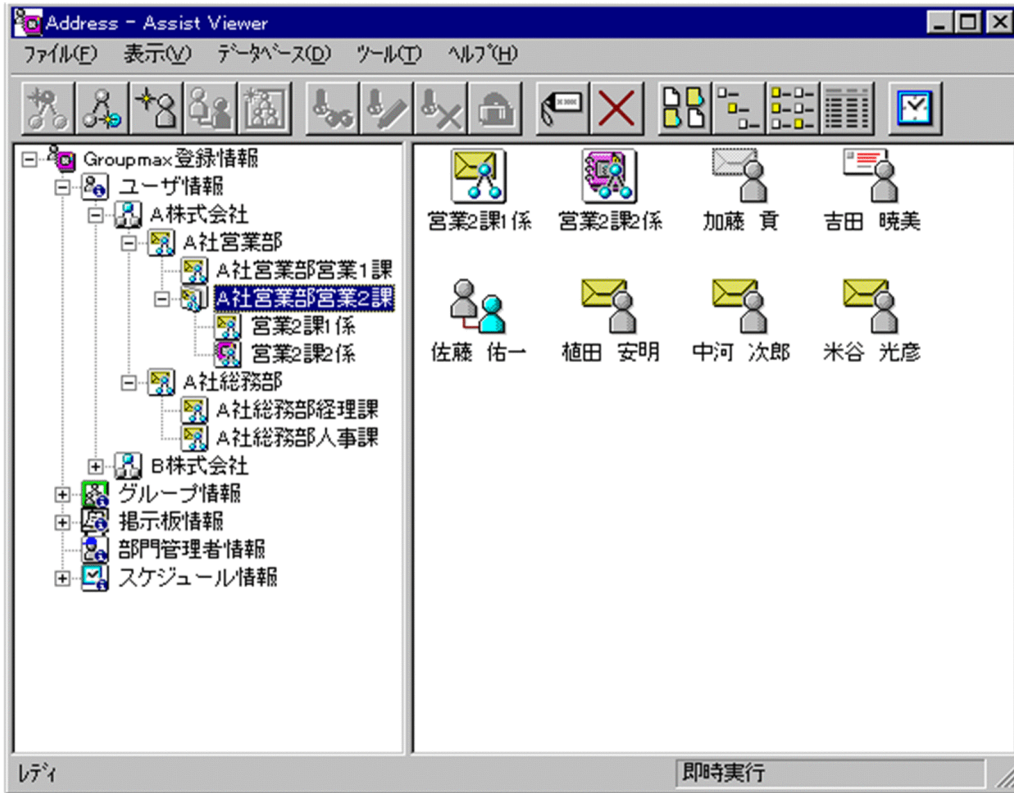 Address - Assist Viewer
ファイル(F) 表示(V) データベース(D) ツール(T) ヘルプ(H)
Groupmax登録情報
ユーザ情報
A株式会社
A社営業部
A社営業部営業1課
A社営業部営業2課
営業2課1係
営業2課2係
A社総務部
A社総務部経理課
A社総務部人事課
B株式会社
グループ情報
掲示板情報
部門管理者情報
スケジュール情報
営業2課1係 営業2課2係 加藤 貢 吉田 暁美
佐藤 佑一 植田 安明 中河 次郎 米谷 光彦
レディ 即時実行